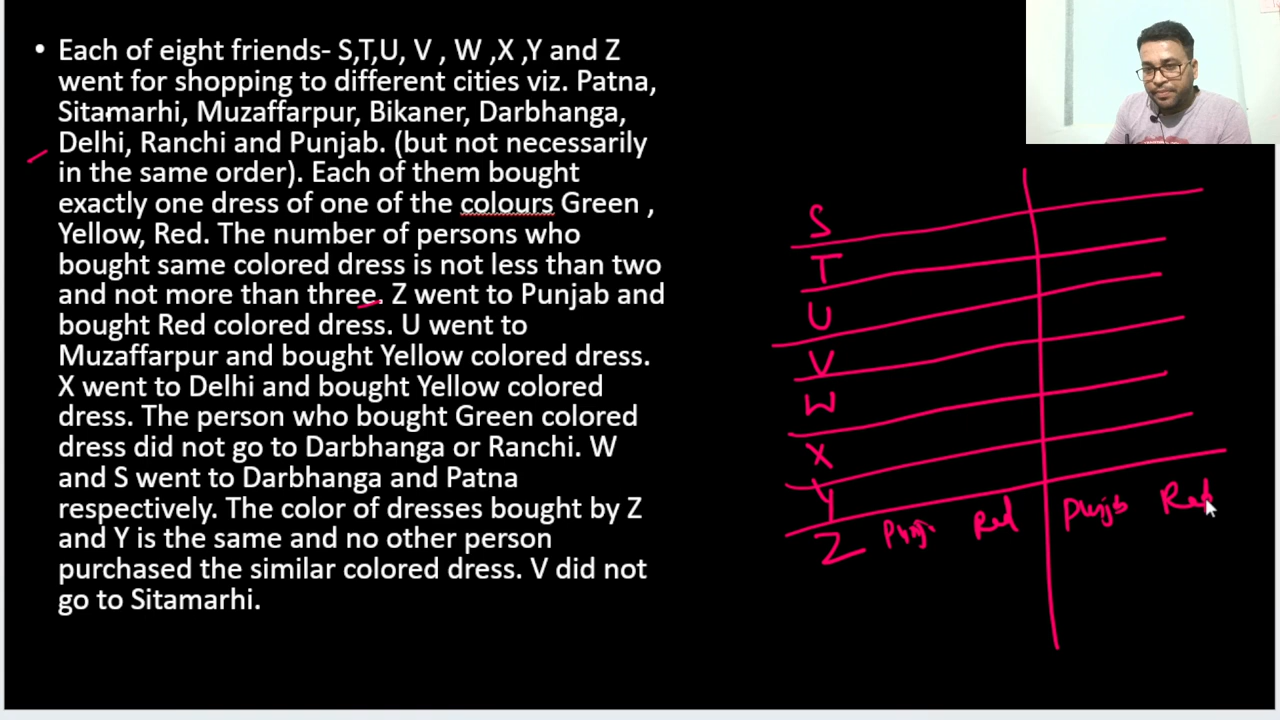 • Each of eight friends- S,T,U, V , W ,X ,Y and Z
went for shopping to different cities viz. Patna,
Sitamarhi, Muzaffarpur, Bikaner, Darbhanga,
Delhi, Ranchi and Punjab. (but not necessarily
in the same order). Each of them bought
exactly one dress of one of the colours Green ,
Yellow, Red. The number of persons who
bought same colored dress is not less than two
and not more than three. Z went to Punjab and
bought Red colored dress. U went to
Muzaffarpur and bought Yellow colored dress.
X went to Delhi and bought Yellow colored
dress. The person who bought Green colored
dress did not go to Darbhanga or Ranchi. W
and S went to Darbhanga and Patna
respectively. The color of dresses bought by Z
and Y is the same and no other person
purchased the similar colored dress. V did not
go to Sitamarhi.
S
T
U
V
W
X
Y
Z Red Punjab Red